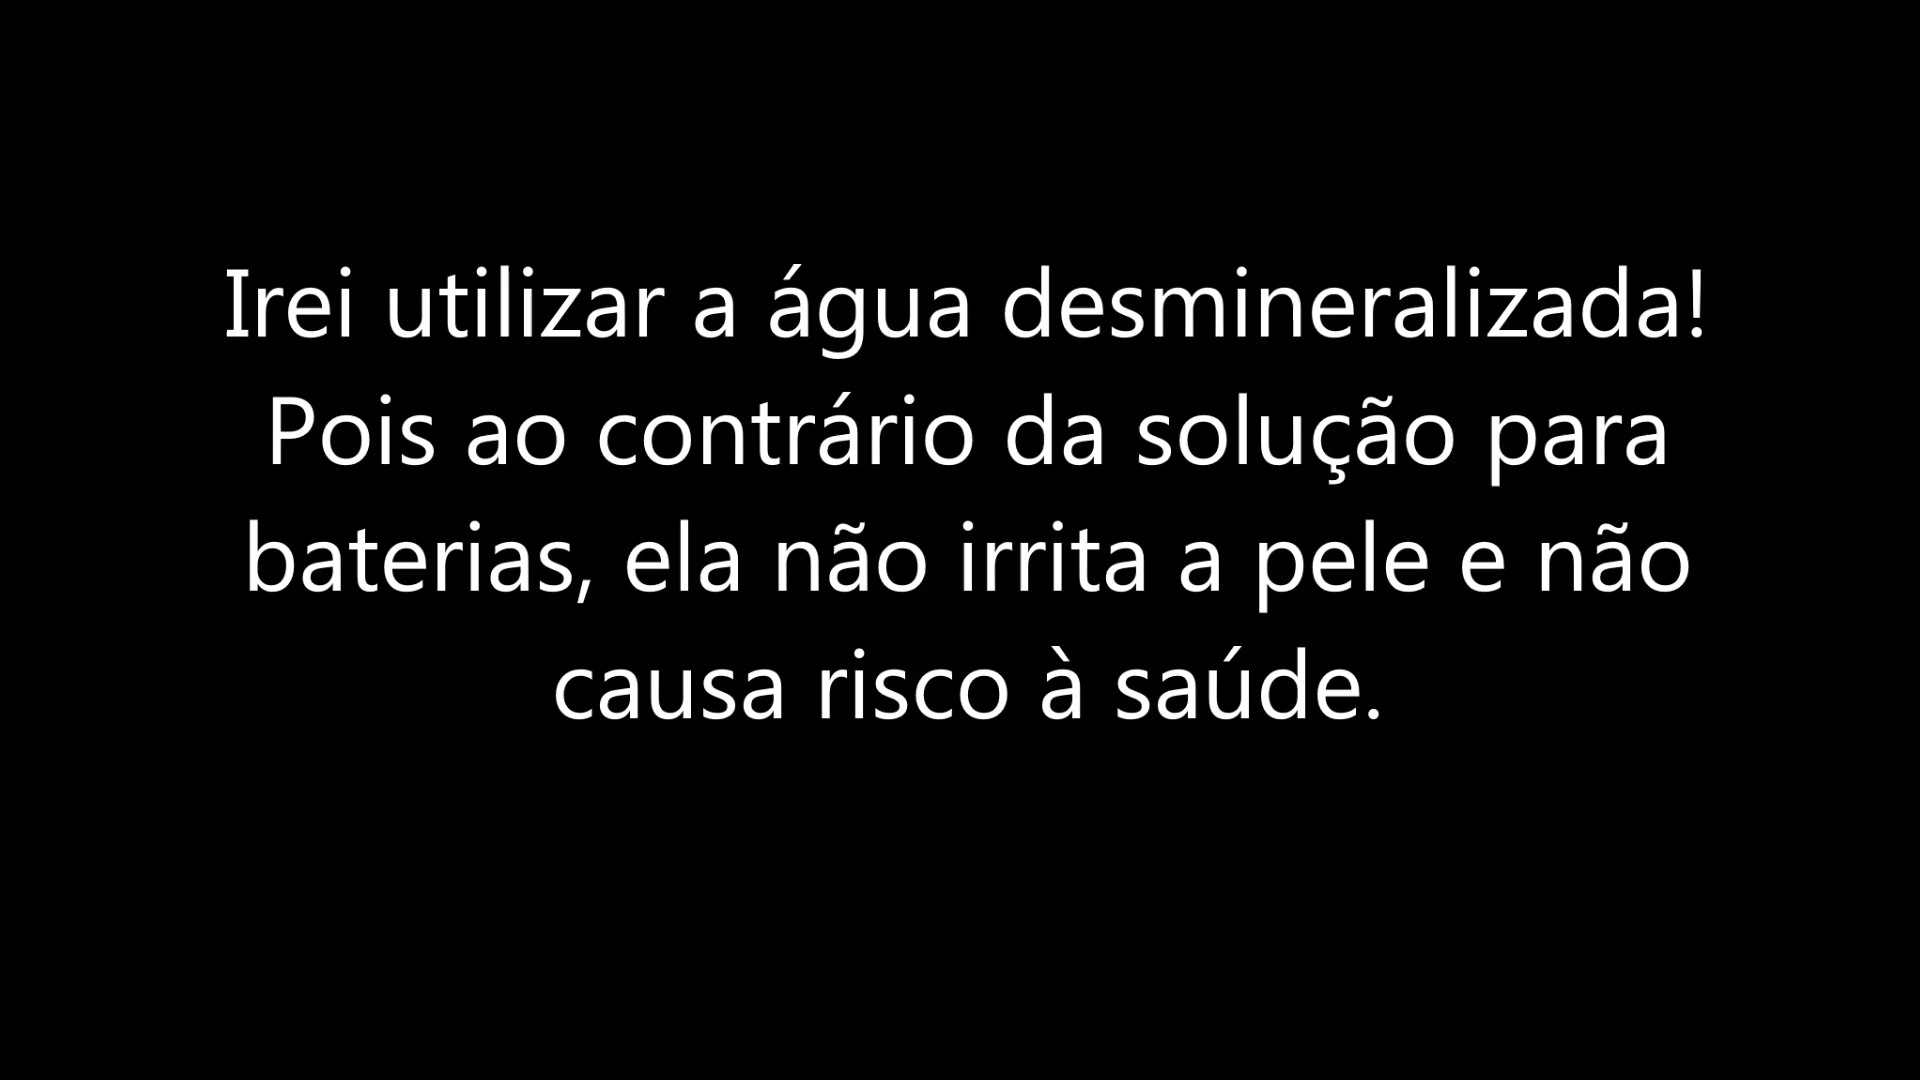 Irei utilizar a água desmineralizada!
Pois ao contrário da solução para
baterias, ela não irrita a pele e não
causa risco à saúde.